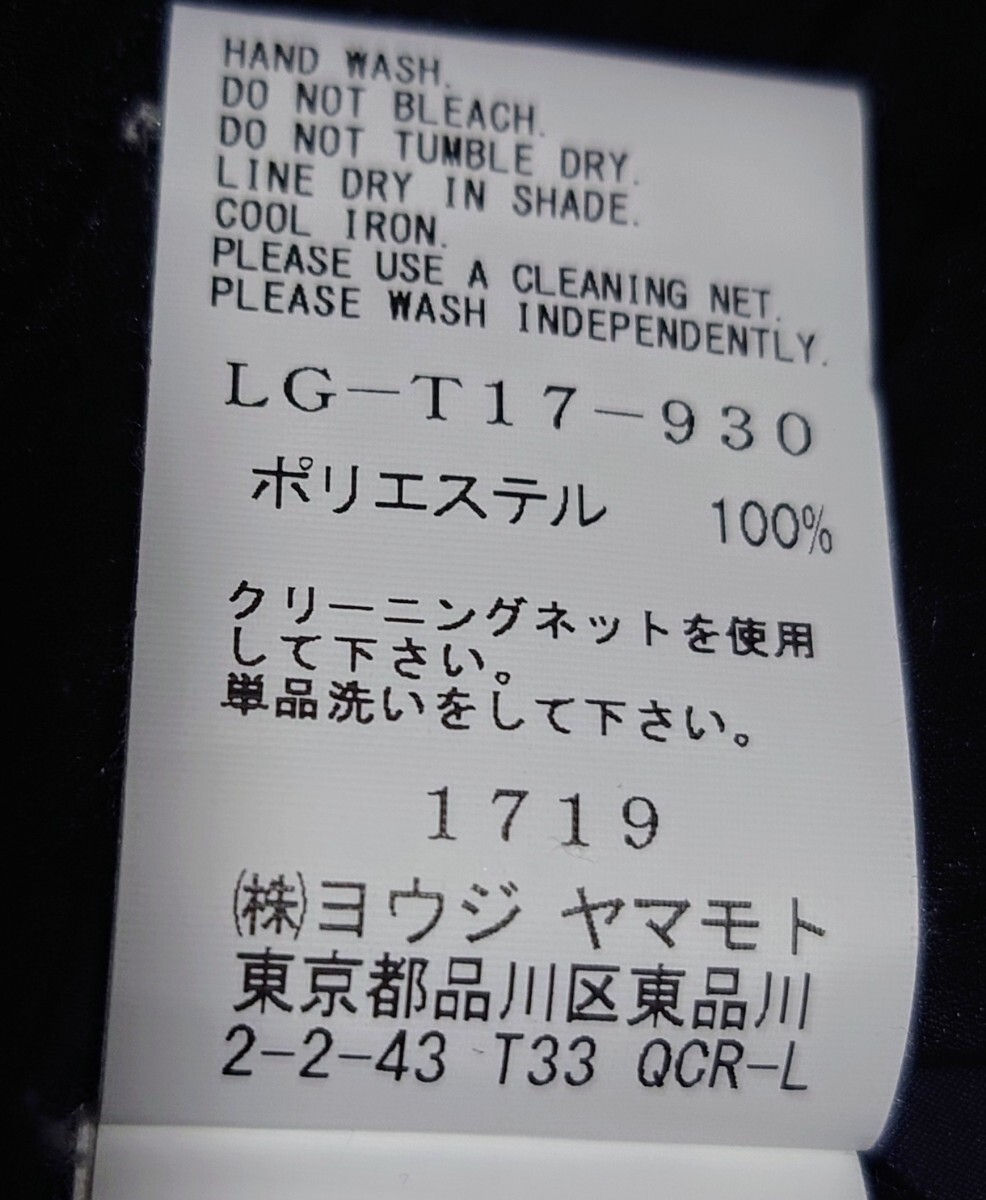 HAND WASH.
DO NOT BLEACH.
DO NOT TUMBLE DRY.
LINE DRY IN SHADE.
COOL IRON.
PLEASE USE A CLEANING NET.
PLEASE WASH INDEPENDENTLY.
LG-T17-930
ポリエステル 100%
クリーニングネットを使用
して下さい。
単品洗いをして下さい。
1719
㈱ヨウジ ヤマモト
東京都品川区東品川
2-2-43 T33 QCR-L